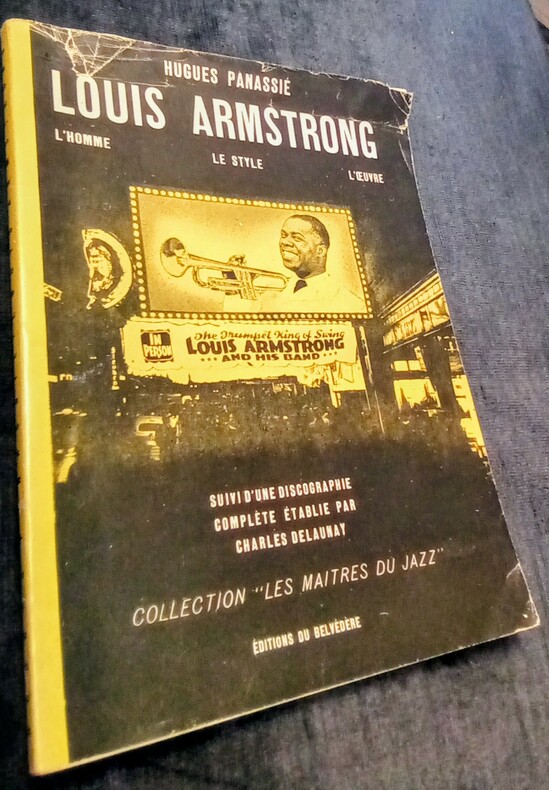 HUGUES PANASSIÉ
LOUIS ARMSTRONG
L'HOMME
LE STYLE
L'ŒUVRE
IN
PERSON
The Trumpet King of Swing
LOUIS ARMSTRONG
••• AND HIS BAND •••
SUIVI D'UNE DISCOGRAPHIE
COMPLÈTE ÉTABLIE PAR
CHARLES DELAUNAY
COLLECTION "LES MAITRES DU JAZZ"
ÉDITIONS DU BELVÉDÈRE